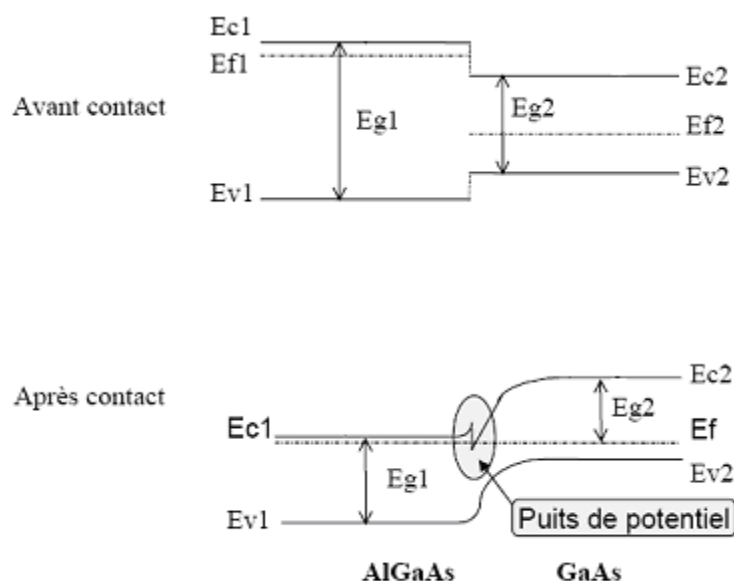 Ec1
Ef1
Ec2
Avant contact
Eg1
Eg2
Ef2
Ev1
Ev2
Ec2
Après contact
Eg2
Ec1
Ef
Eg1
Ev2
Ev1
Puits de potentiel
AlGaAs GaAs